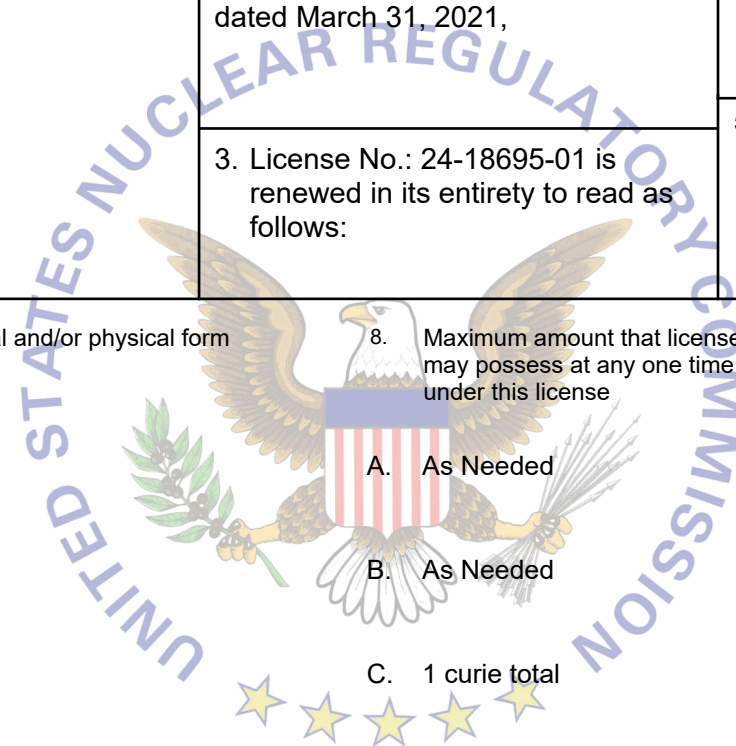 dated March 31, 2021,
3. License No.: 24-18695-01 is
renewed in its entirety to read as
follows:
and/or physical form
8. Maximum amount that license
may possess at any one time
under this license
A. As Needed
B. As Needed
C. 1 curie total
UNITED STATES NUCLEAR REGULATORY COMMISSION